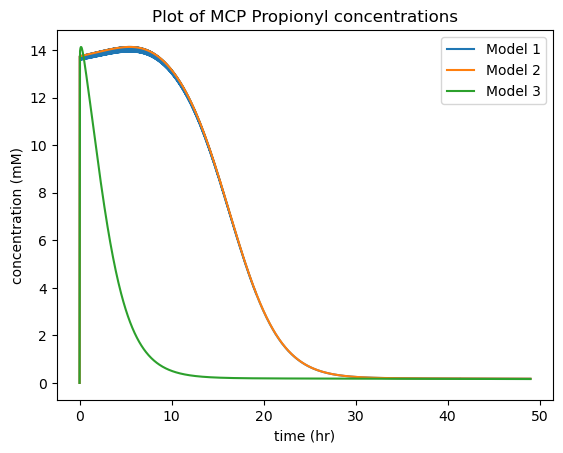 Plot of MCP Propionyl concentrations
Model 1
Model 2
Model 3
concentration (mM)
14
12
10
8
6
4
2
0
0 10 20 30 40 50
time (hr)